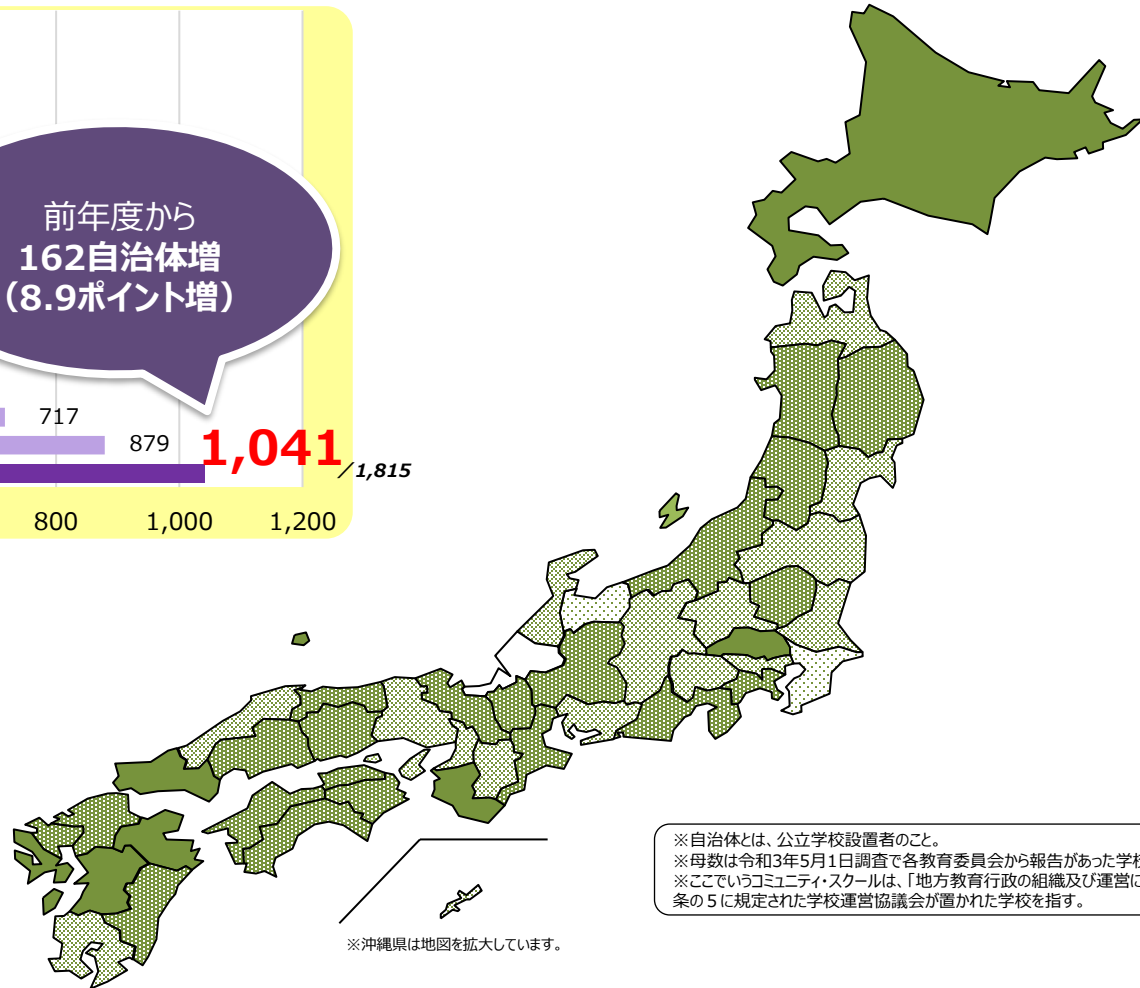 前年度から
162自治体増
（8.9ポイント増）
717
879
1,041
／1,815
800 1,000 1,200
※自治体とは、公立学校設置者のこと。
※母数は令和3年5月1日調査で各教育委員会から報告があった学校
※ここでいうコミュニティ・スクールは、「地方教育行政の組織及び運営に
条の５に規定された学校運営協議会が置かれた学校を指す。
※沖縄県は地図を拡大しています。